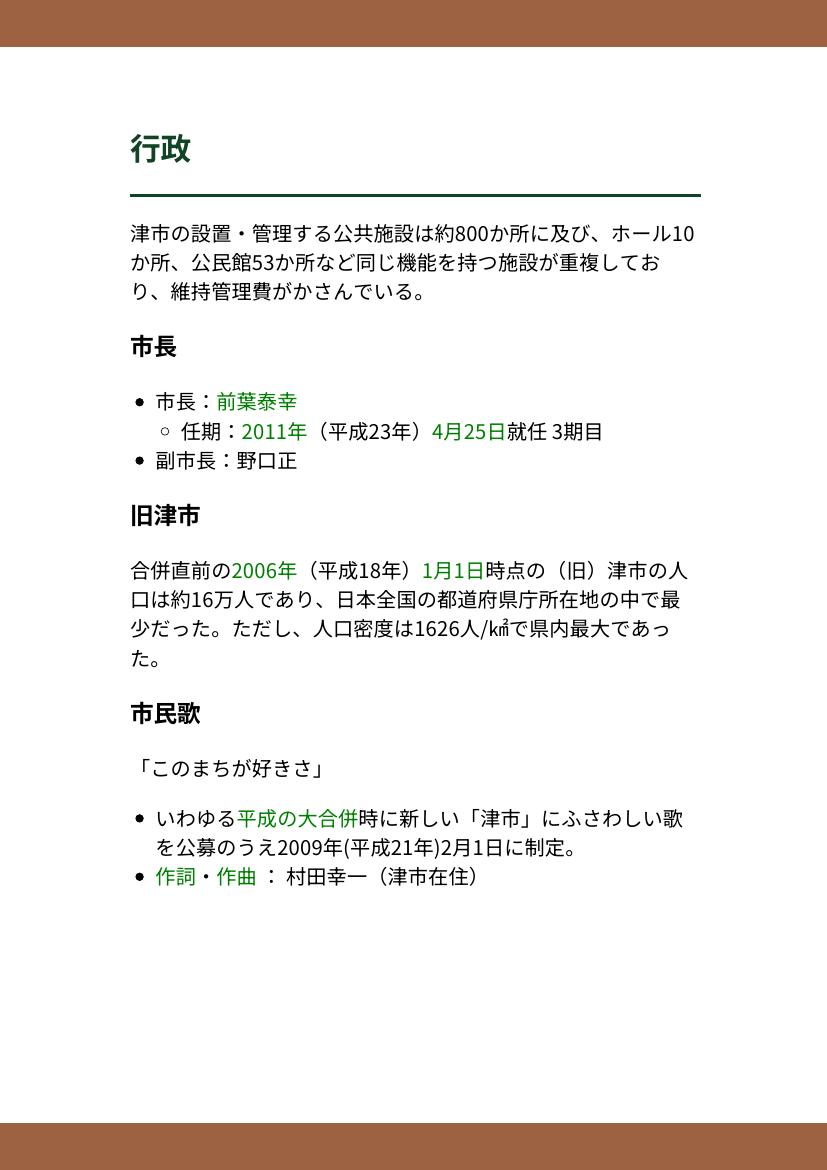 行政
津市の設置・管理する公共施設は約800か所に及び、ホール10
か所、公民館53か所など同じ機能を持つ施設が重複してお
り、維持管理費がかさんでいる。
市長
市長：前葉泰幸
任期：2011年（平成23年）4月25日就任 3期目
副市長：野口正
旧津市
合併直前の2006年（平成18年）1月1日時点の（旧）津市の人
口は約16万人であり、日本全国の都道府県庁所在地の中で最
少だった。ただし、人口密度は1626人/㎢で県内最大であっ
た。
市民歌
「このまちが好きさ」
いわゆる平成の大合併時に新しい「津市」にふさわしい歌
を公募のうえ2009年(平成21年)2月1日に制定。
作詞・作曲 ： 村田幸一（津市在住）